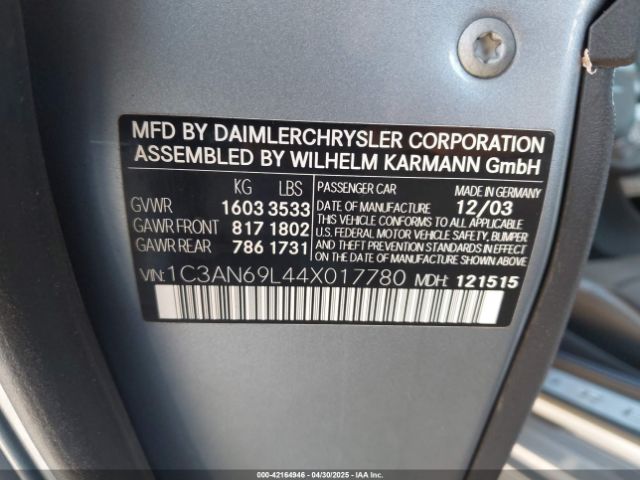 MFD BY DAIMLERCHRYSLER CORPORATION
ASSEMBLED BY WILHELM KARMANN GmbH
KG LBS
GVWR 1603 3533
GAWR FRONT 817 1802
GAWR REAR 786 1731
PASSENGER CAR MADE IN GERMANY
DATE OF MANUFACTURE 12/03
THIS VEHICLE CONFORMS TO ALL APPLICABLE
U.S. FEDERAL MOTOR VEHICLE SAFETY, BUMPER
AND THEFT PREVENTION STANDARDS IN EFFECT
ON THE DATE OF MANUFACTURE SHOWN ABOVE.
VIN: 1C3AN69L44X017780 MDH: 121515
000-42164946 - 04/30/2025 - IAAI.COM